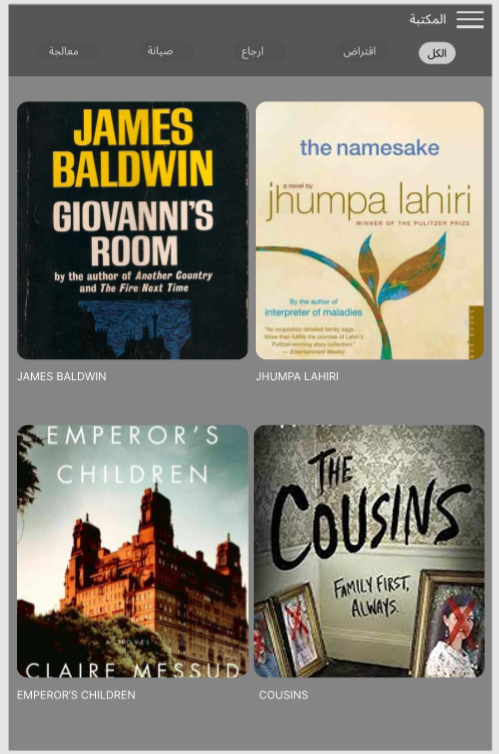 المكتبة
الكل
اقتراض
ارجاع
صيانة
معالجة
JAMES
BALDWIN
GIOVANNI'S
ROOM
by the author of Another Country
and The Fire Next Time
JAMES BALDWIN
the namesake
a novel by
jhumpa lahiri
WINNER OF THE PULITZER PRIZE
By the author of
interpreter of maladies
"An exquisitely detailed family saga.
More than fulfills the promise of Lahiri's
Pulitzer-winning story collection."
— Entertainment Weekly
JHUMPA LAHIRI
EMPEROR'S
CHILDREN
A NOVEL
CLAIRE MESSUD
EMPEROR'S CHILDREN
THE
COUSINS
FAMILY FIRST,
ALWAYS.
COUSINS